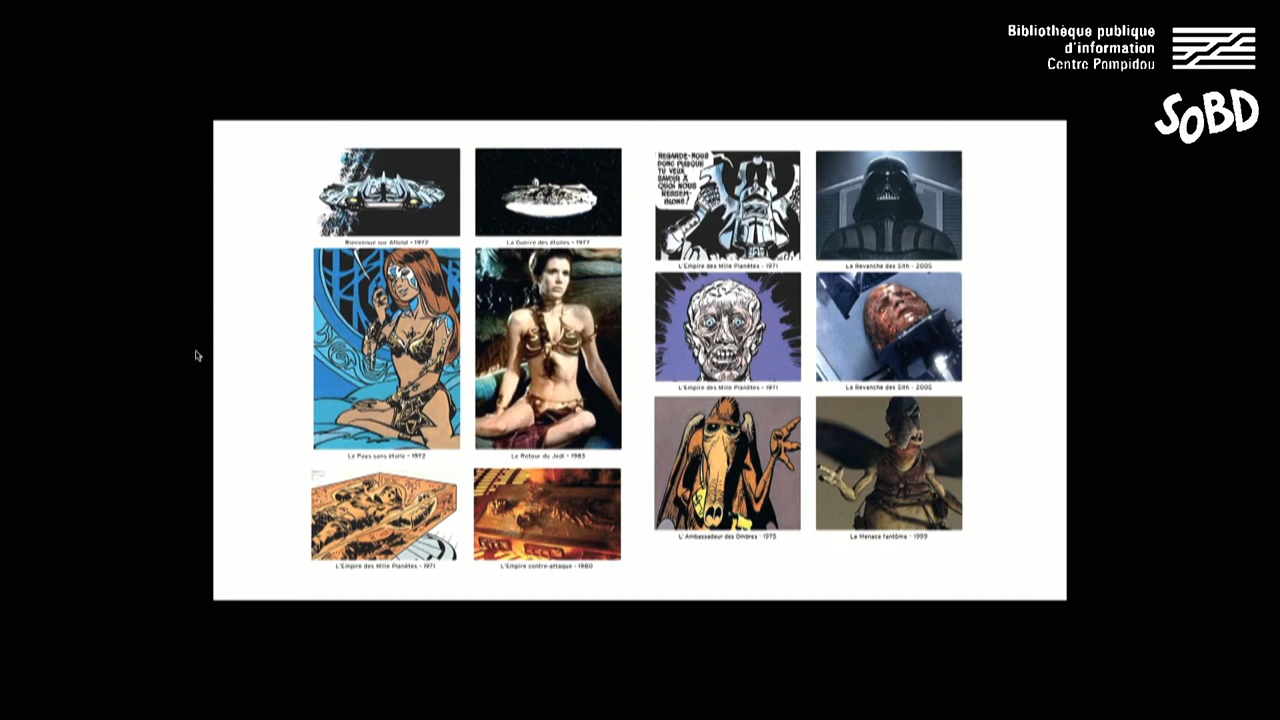 Bibliothèque publique
d'information
Centre Pompidou
SOBD
Bienvenue sur Alflolol - 1972
La Guerre des étoiles - 1977
Le Pays sans étoile - 1972
Le Retour du Jedi - 1983
L'Empire des Mille Planètes - 1971
L'Empire contre-attaque - 1980
REGARDE-NOUS
DONC PUISQUE
TU VEUX
SAVOIR À
QUOI NOUS
RESSEM-
BLONS!
L'Empire des Mille Planètes - 1971
La Revanche des Sith - 2005
L'Empire des Mille Planètes - 1971
La Revanche des Sith - 2005
L'Ambassadeur des Ombres - 1975
La Menace fantôme - 1999